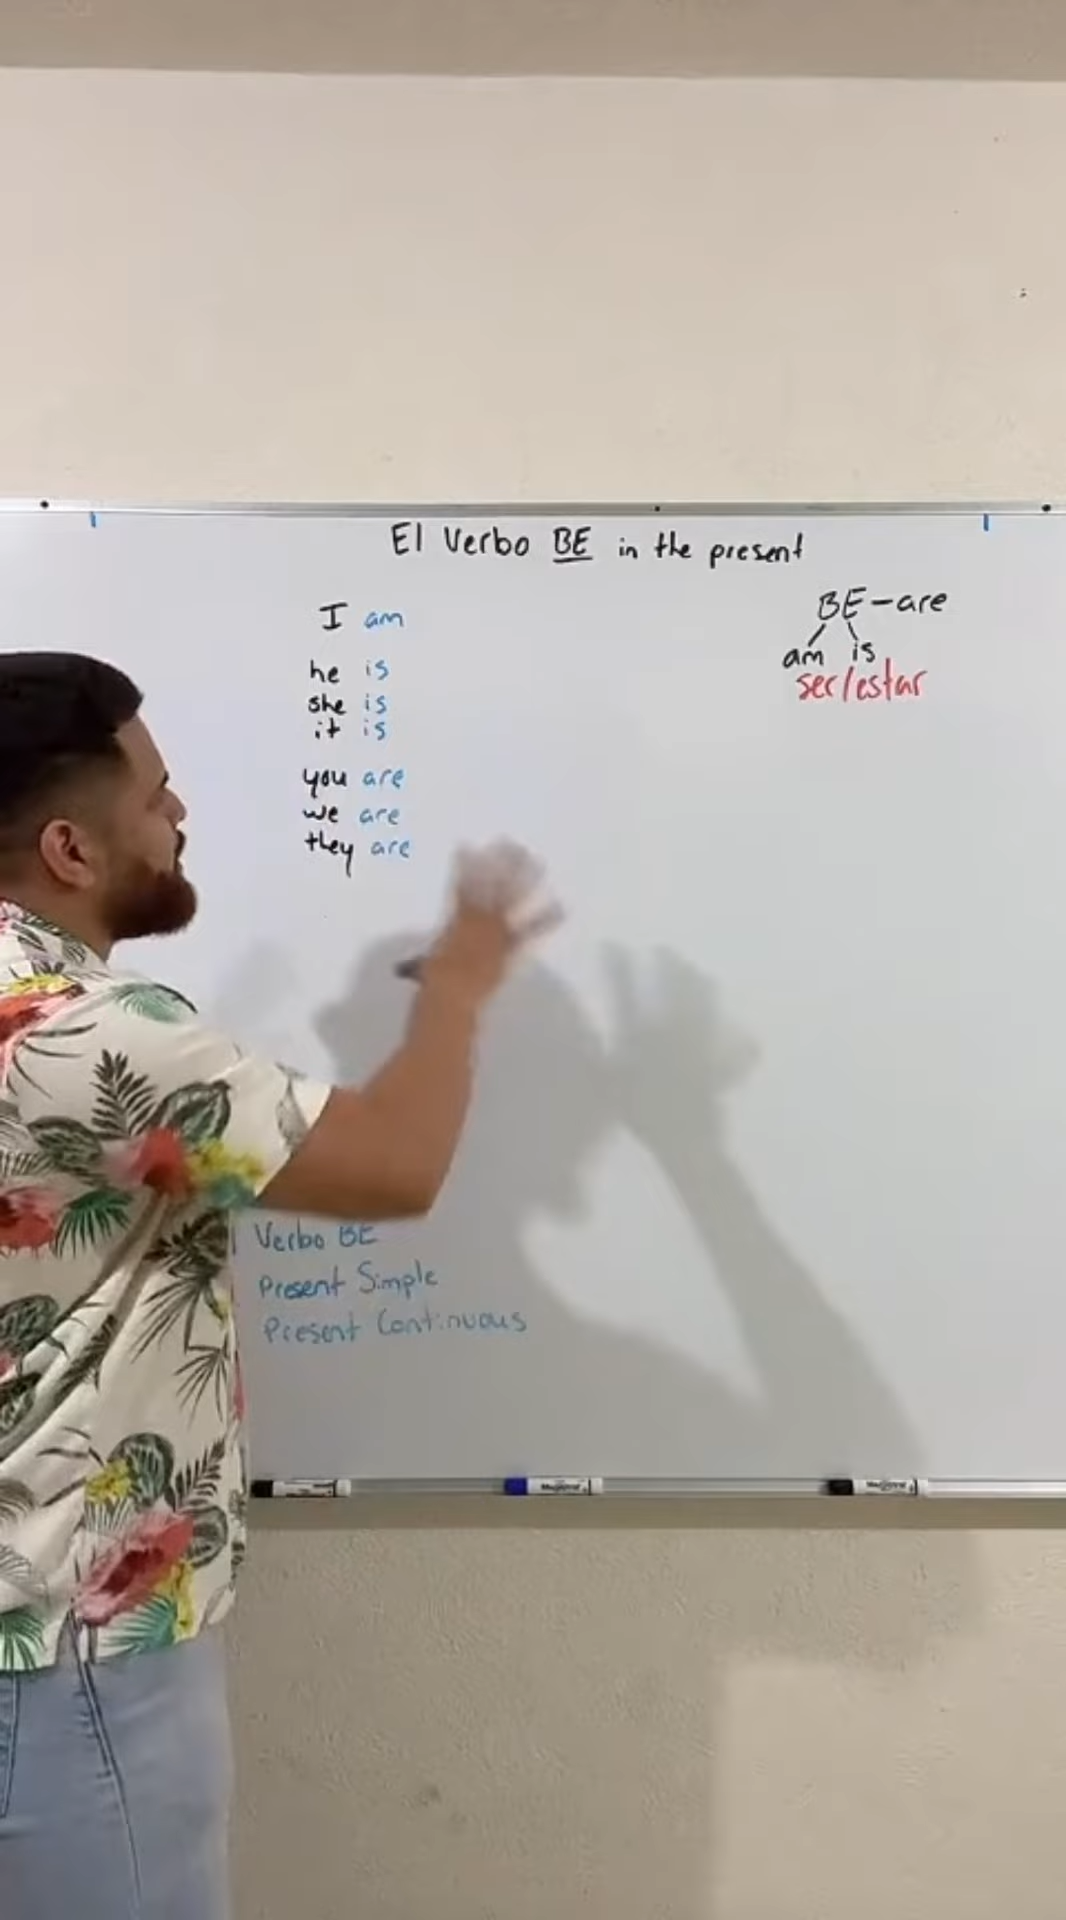 El Verbo BE in the present
I am
he is
she is
it is
you are
we are
they are
BE - are
am is
ser/estar
Verbo BE
Present Simple
Present Continuous